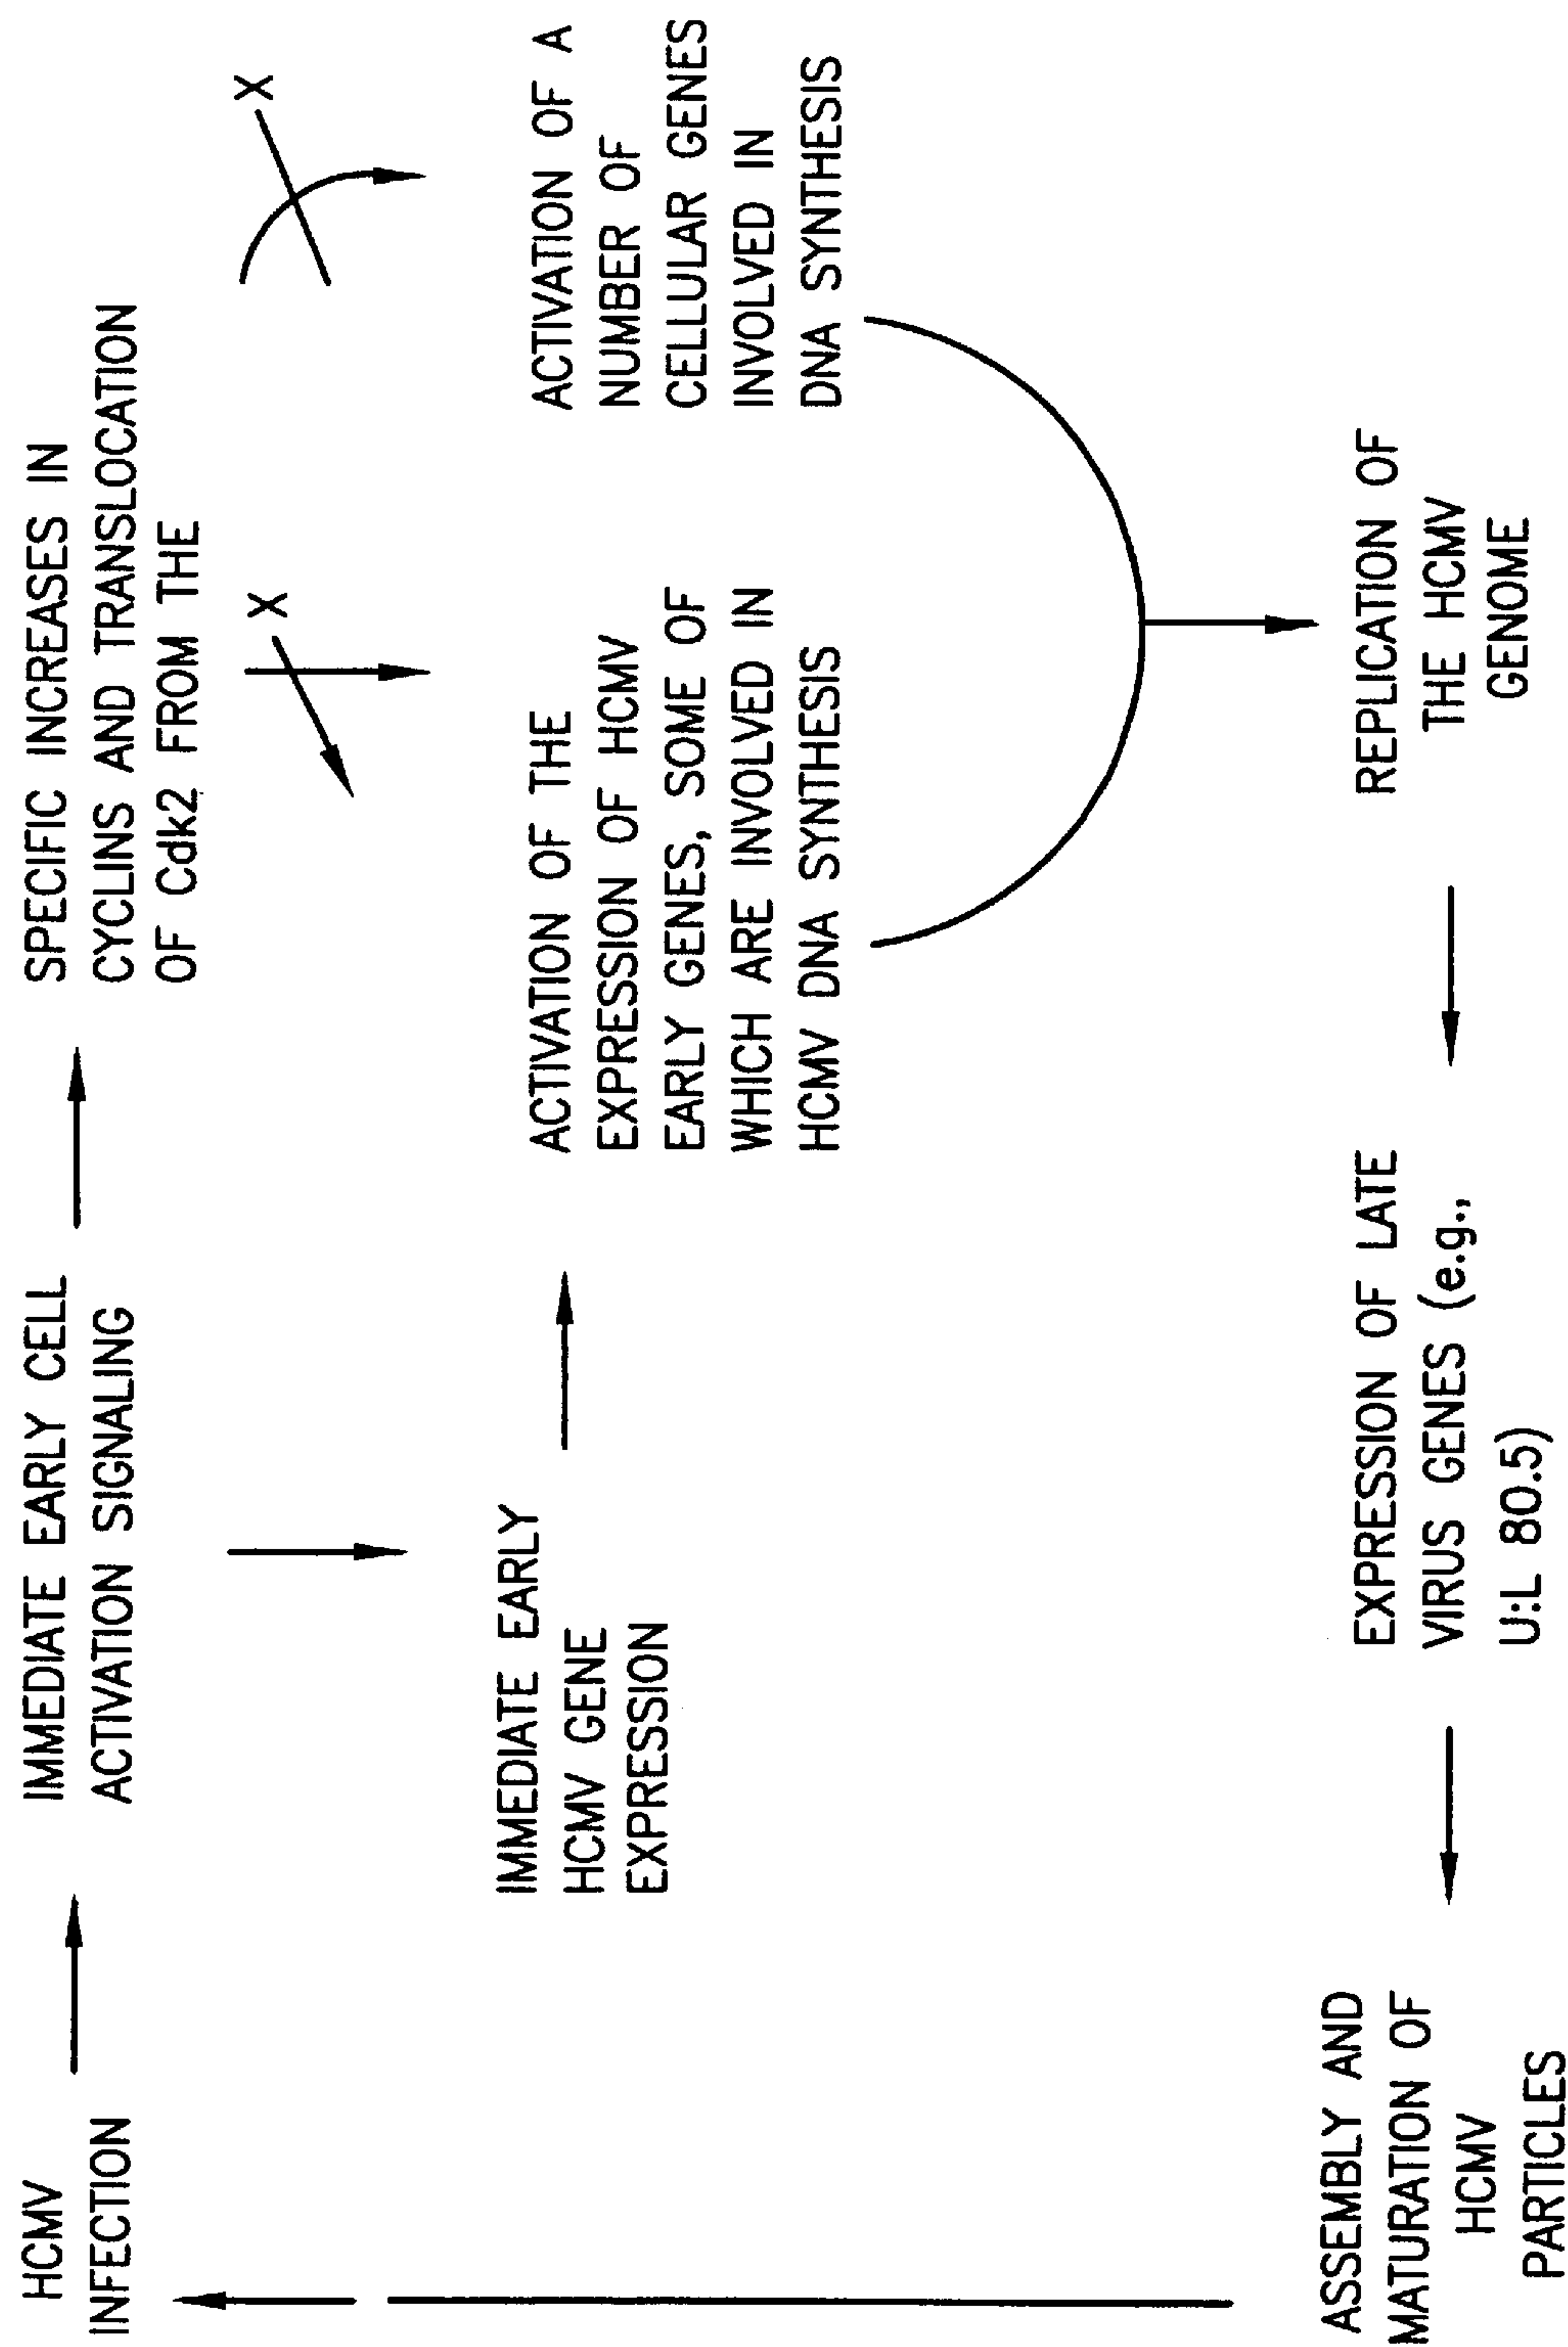 HCMV
INFECTION
IMMEDIATE EARLY CELL
ACTIVATION SIGNALING
SPECIFIC INCREASES IN
CYCLINS AND TRANSLOCATION
OF Cdk2 FROM THE
X
X
IMMEDIATE EARLY
HCMV GENE
EXPRESSION
ACTIVATION OF THE
EXPRESSION OF HCMV
EARLY GENES, SOME OF
WHICH ARE INVOLVED IN
HCMV DNA SYNTHESIS
ACTIVATION OF A
NUMBER OF
CELLULAR GENES
INVOLVED IN
DNA SYNTHESIS
REPLICATION OF
THE HCMV
GENOME
EXPRESSION OF LATE
VIRUS GENES (e.g.,
U:L 80.5)
ASSEMBLY AND
MATURATION OF
HCMV
PARTICLES